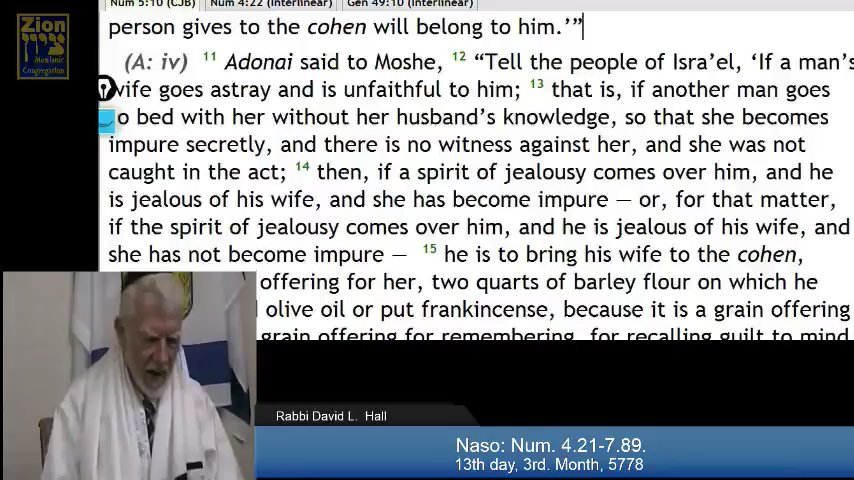 Num 5:10 (CJB) Num 4:22 (Interlinear) Gen 49:10 (Interlinear)
Zion
ציון
Messianic
Congregation
person gives to the cohen will belong to him.’”
(A: iv) 11 Adonai said to Moshe, 12 “Tell the people of Isra’el, ‘If a man’s
wife goes astray and is unfaithful to him; 13 that is, if another man goes
o bed with her without her husband’s knowledge, so that she becomes
impure secretly, and there is no witness against her, and she was not
caught in the act; 14 then, if a spirit of jealousy comes over him, and he
is jealous of his wife, and she has become impure — or, for that matter,
if the spirit of jealousy comes over him, and he is jealous of his wife, and
she has not become impure — 15 he is to bring his wife to the cohen,
offering for her, two quarts of barley flour on which he
olive oil or put frankincense, because it is a grain offering
grain offering for remembering, for recalling guilt to mind
Rabbi David L. Hall
Naso: Num. 4.21-7.89.
13th day, 3rd. Month, 5778